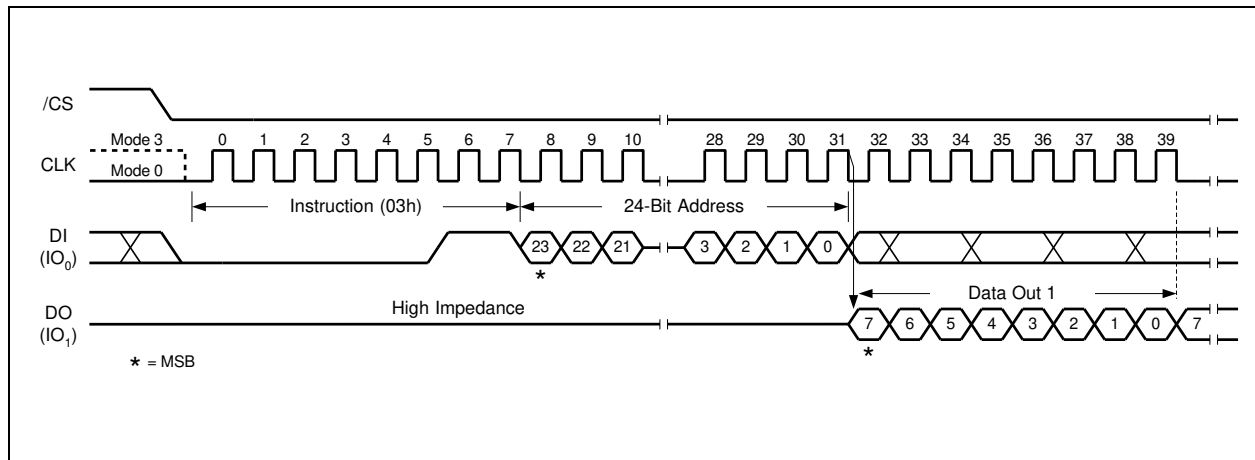 /CS
Mode 3
0 1 2 3 4 5 6 7 8 9 10 28 29 30 31 32 33 34 35 36 37 38 39
CLK
Mode 0
Instruction (03h) 24-Bit Address
DI
(IO0)
23 22 21 3 2 1 0
*
Data Out 1
DO
(IO1)
High Impedance
7 6 5 4 3 2 1 0 7
*
* = MSB